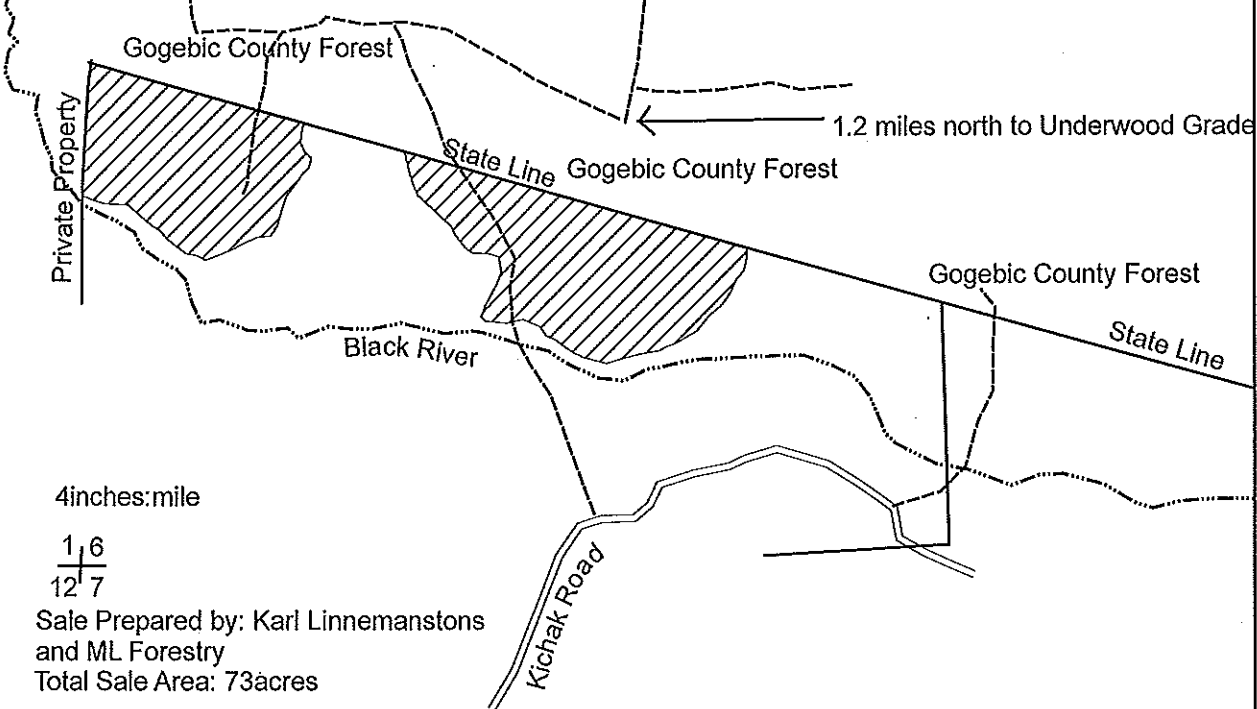 Gogebic County Forest
1.2 miles north to Underwood Grade
Private Property
State Line
Gogebic County Forest
Gogebic County Forest
State Line
Black River
4inches:mile
1 6
12 7
Kichak Road
Sale Prepared by: Karl Linnemanstons
and ML Forestry
Total Sale Area: 73acres